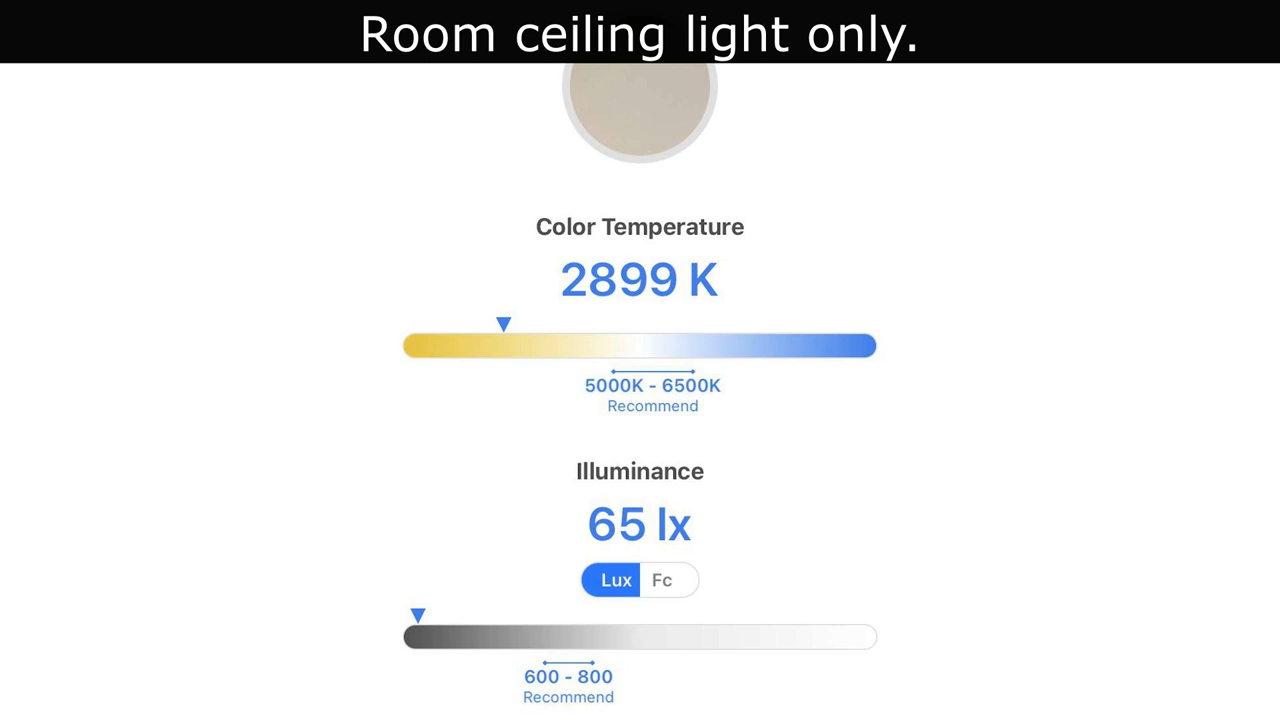 Room ceiling light only.
Color Temperature
2899 K
5000K - 6500K
Recommend
Illuminance
65 lx
Lux Fc
600 - 800
Recommend